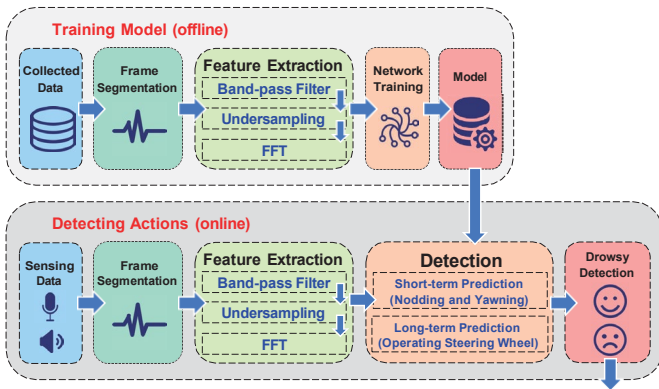 Training Model (offline)
Collected
Data
Frame
Segmentation
Feature Extraction
Band-pass Filter
Undersampling
FFT
Network
Training
Model
Detecting Actions (online)
Sensing
Data
Frame
Segmentation
Feature Extraction
Band-pass Filter
Undersampling
FFT
Detection
Short-term Prediction
(Nodding and Yawning)
Long-term Prediction
(Operating Steering Wheel)
Drowsy
Detection